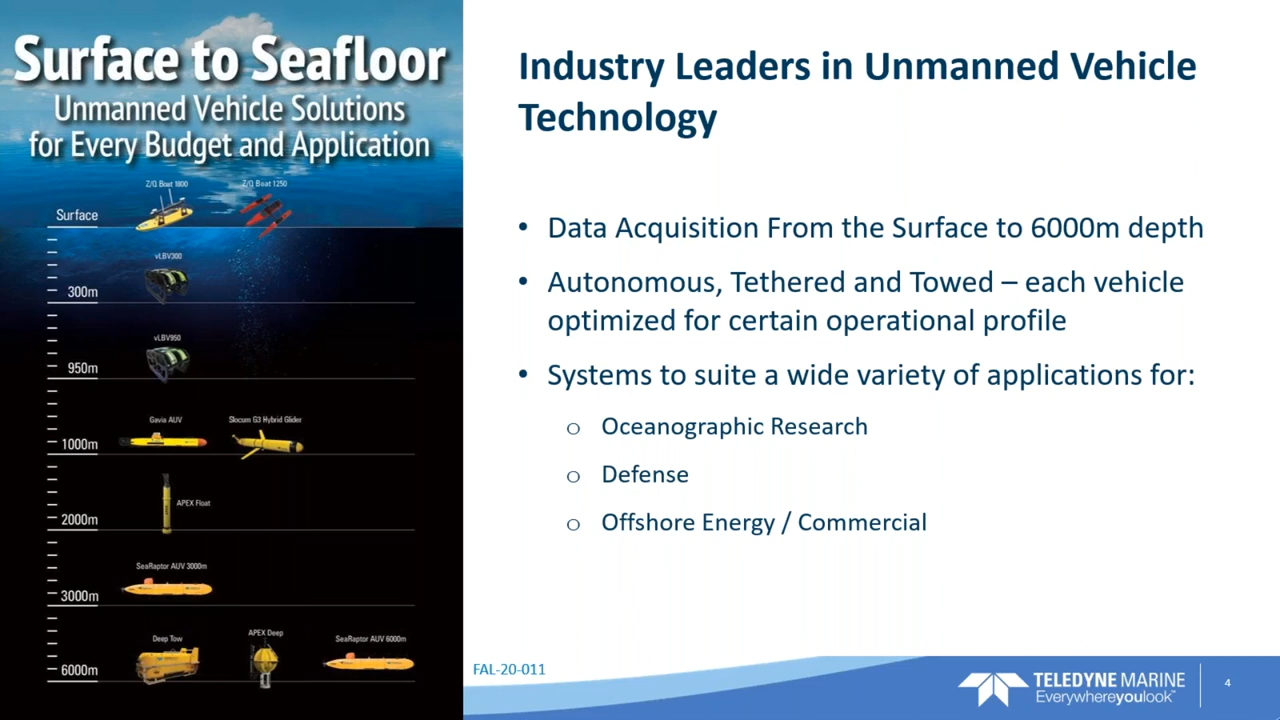 Surface to Seafloor
Unmanned Vehicle Solutions
for Every Budget and Application
Z/Q Boat 1800
Z/Q Boat 1250
Surface
vLBV300
300m
vLBV950
950m
Gavia AUV
Slocum G3 Hybrid Glider
1000m
APEX Float
2000m
SeaRaptor AUV 3000m
3000m
Deep Tow
APEX Deep
SeaRaptor AUV 6000m
6000m
Industry Leaders in Unmanned Vehicle
Technology
• Data Acquisition From the Surface to 6000m depth
• Autonomous, Tethered and Towed – each vehicle
optimized for certain operational profile
• Systems to suite a wide variety of applications for:
o Oceanographic Research
o Defense
o Offshore Energy / Commercial
FAL-20-011
TELEDYNE MARINE
Everywhereyoulook™
4